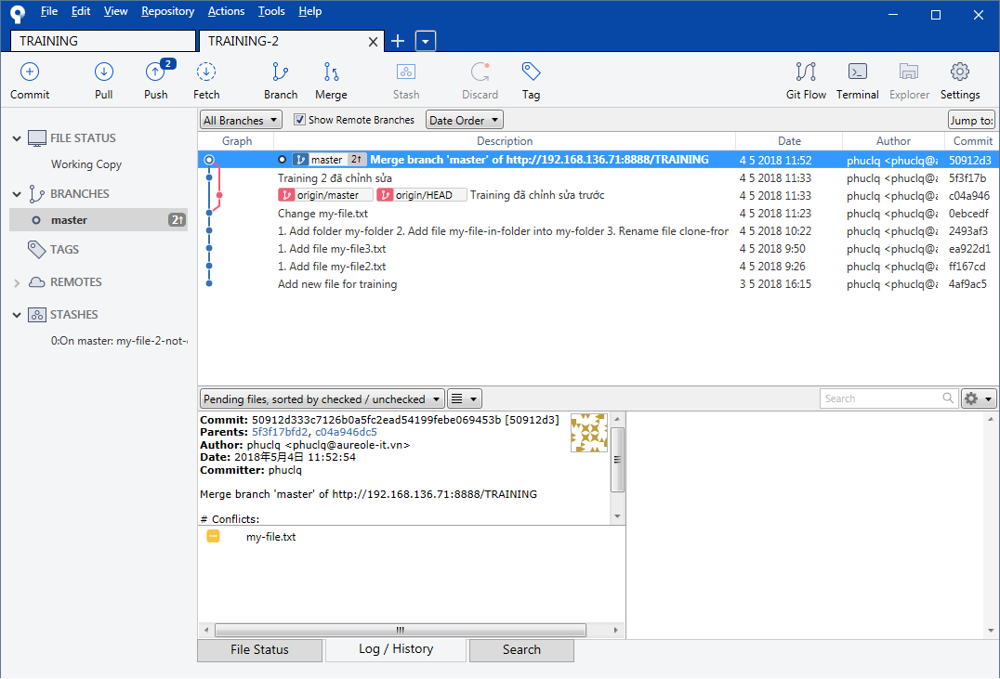 File Edit View Repository Actions Tools Help
TRAINING
TRAINING-2
Commit Pull Push 2 Fetch Branch Merge Stash Discard Tag Git Flow Terminal Explorer Settings
FILE STATUS
Working Copy
BRANCHES
master 2↑
TAGS
REMOTES
STASHES
0:On master: my-file-2-not-
All Branches Show Remote Branches Date Order Jump to:
Graph Description Date Author Commit
master 2↑ Merge branch 'master' of http://192.168.136.71:8888/TRAINING 4 5 2018 11:52 phuclq <phuclq@a 50912d3
Training 2 đã chỉnh sửa 4 5 2018 11:33 phuclq <phuclq@a 5f3f17b
origin/master origin/HEAD Training đã chỉnh sửa trước 4 5 2018 11:33 phuclq <phuclq@a c04a946
Change my-file.txt 4 5 2018 11:23 phuclq <phuclq@a 0ebcedf
1. Add folder my-folder 2. Add file my-file-in-folder into my-folder 3. Rename file clone-fron 4 5 2018 10:22 phuclq <phuclq@a 2493af3
1. Add file my-file3.txt 4 5 2018 9:50 phuclq <phuclq@a ea922d1
1. Add file my-file2.txt 4 5 2018 9:26 phuclq <phuclq@a ff167cd
Add new file for training 3 5 2018 16:15 phuclq <phuclq@a 4af9ac5
Pending files, sorted by checked / unchecked Search
Commit: 50912d333c7126b0a5fc2ead54199febe069453b [50912d3]
Parents: 5f3f17bfd2, c04a946dc5
Author: phuclq <phuclq@aureole-it.vn>
Date: 2018年5月4日 11:52:54
Committer: phuclq
Merge branch 'master' of http://192.168.136.71:8888/TRAINING
# Conflicts:
my-file.txt
File Status Log / History Search